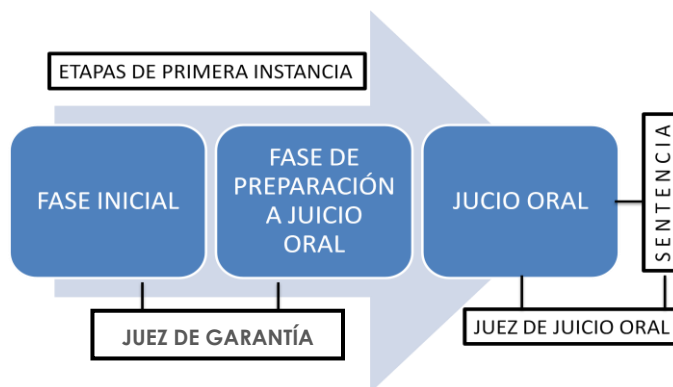 ETAPAS DE PRIMERA INSTANCIA
FASE INICIAL
FASE DE
PREPARACIÓN
A JUICIO
ORAL
JUCIO ORAL
SENTENCIA
JUEZ DE GARANTÍA
JUEZ DE JUICIO ORAL